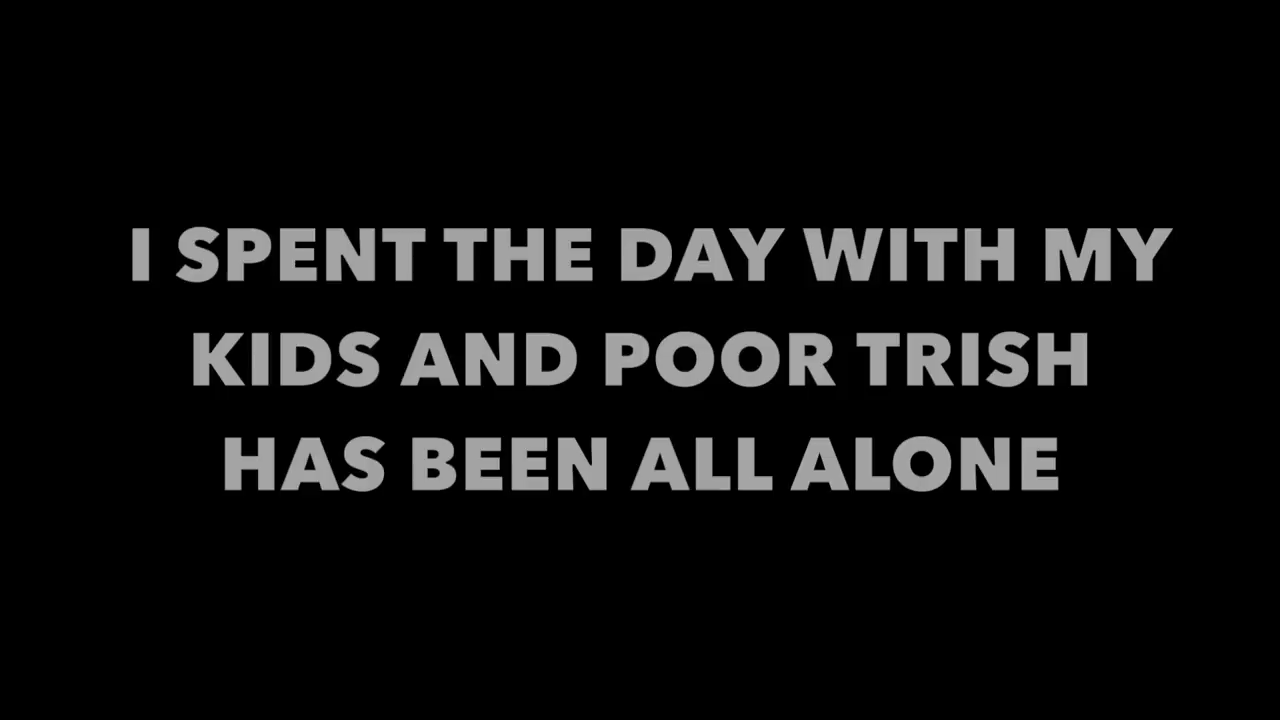 I SPENT THE DAY WITH MY
KIDS AND POOR TRISH
HAS BEEN ALL ALONE